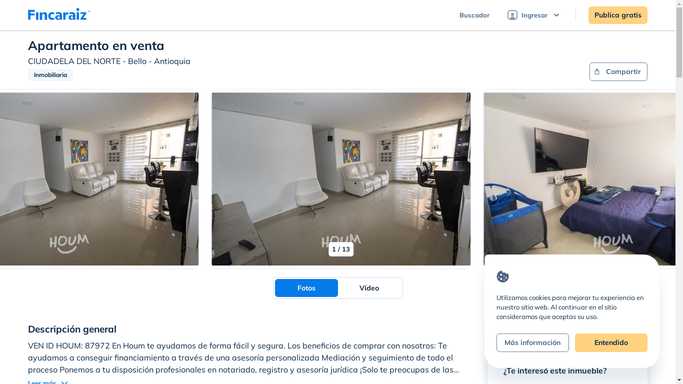 Fincaraiz
Buscador
Ingresar
Publica gratis
Apartamento en venta
CIUDADELA DEL NORTE - Bello - Antioquia
Inmobiliaria
Compartir
HOUM
HOUM
HOUM
1 / 13
Fotos
Video
Utilizamos cookies para mejorar tu experiencia en
nuestro sitio web. Al continuar en el sitio
consideramos que aceptas su uso.
Más información
Entendido
Descripción general
VEN ID HOUM: 87972 En Houm te ayudamos de forma fácil y segura. Los beneficios de comprar con nosotros: Te
ayudamos a conseguir financiamiento a través de una asesoría personalizada Mediación y seguimiento de todo el
proceso Ponemos a tu disposición profesionales en notariado, registro y asesoría jurídica ¡Solo te preocupas de las...
Leer más
¿Te interesó este inmueble?